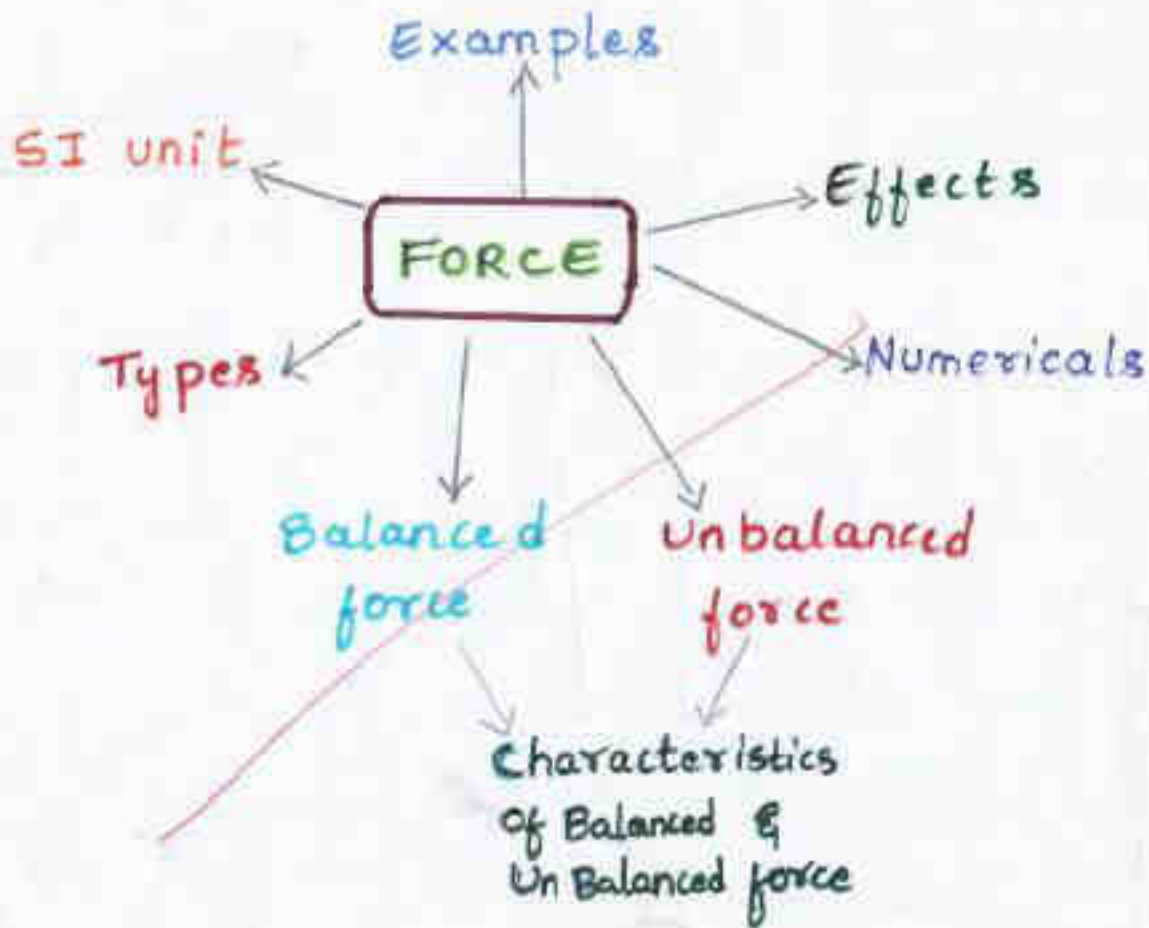 Examples
SI unit
Effects
FORCE
Types
Numericals
Balanced
force
Unbalanced
force
Characteristics
Of Balanced &
Un Balanced force